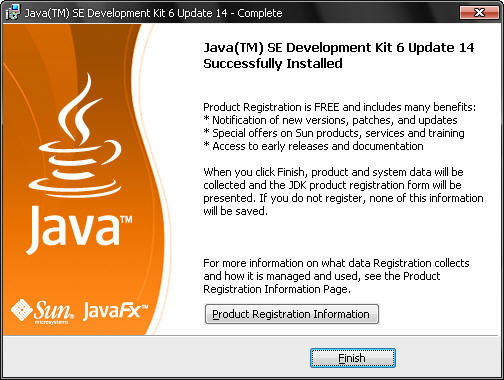 Java(TM) SE Development Kit 6 Update 14 - Complete
Java(TM) SE Development Kit 6 Update 14
Successfully Installed
Product Registration is FREE and includes many benefits:
* Notification of new versions, patches, and updates
* Special offers on Sun products, services and training
* Access to early releases and documentation
When you click Finish, product and system data will be
collected and the JDK product registration form will be
presented. If you do not register, none of this information
will be saved.
Java™
For more information on what data Registration collects
and how it is managed and used, see the Product
Registration Information Page.
Sun microsystems JavaFX™
Product Registration Information
Finish